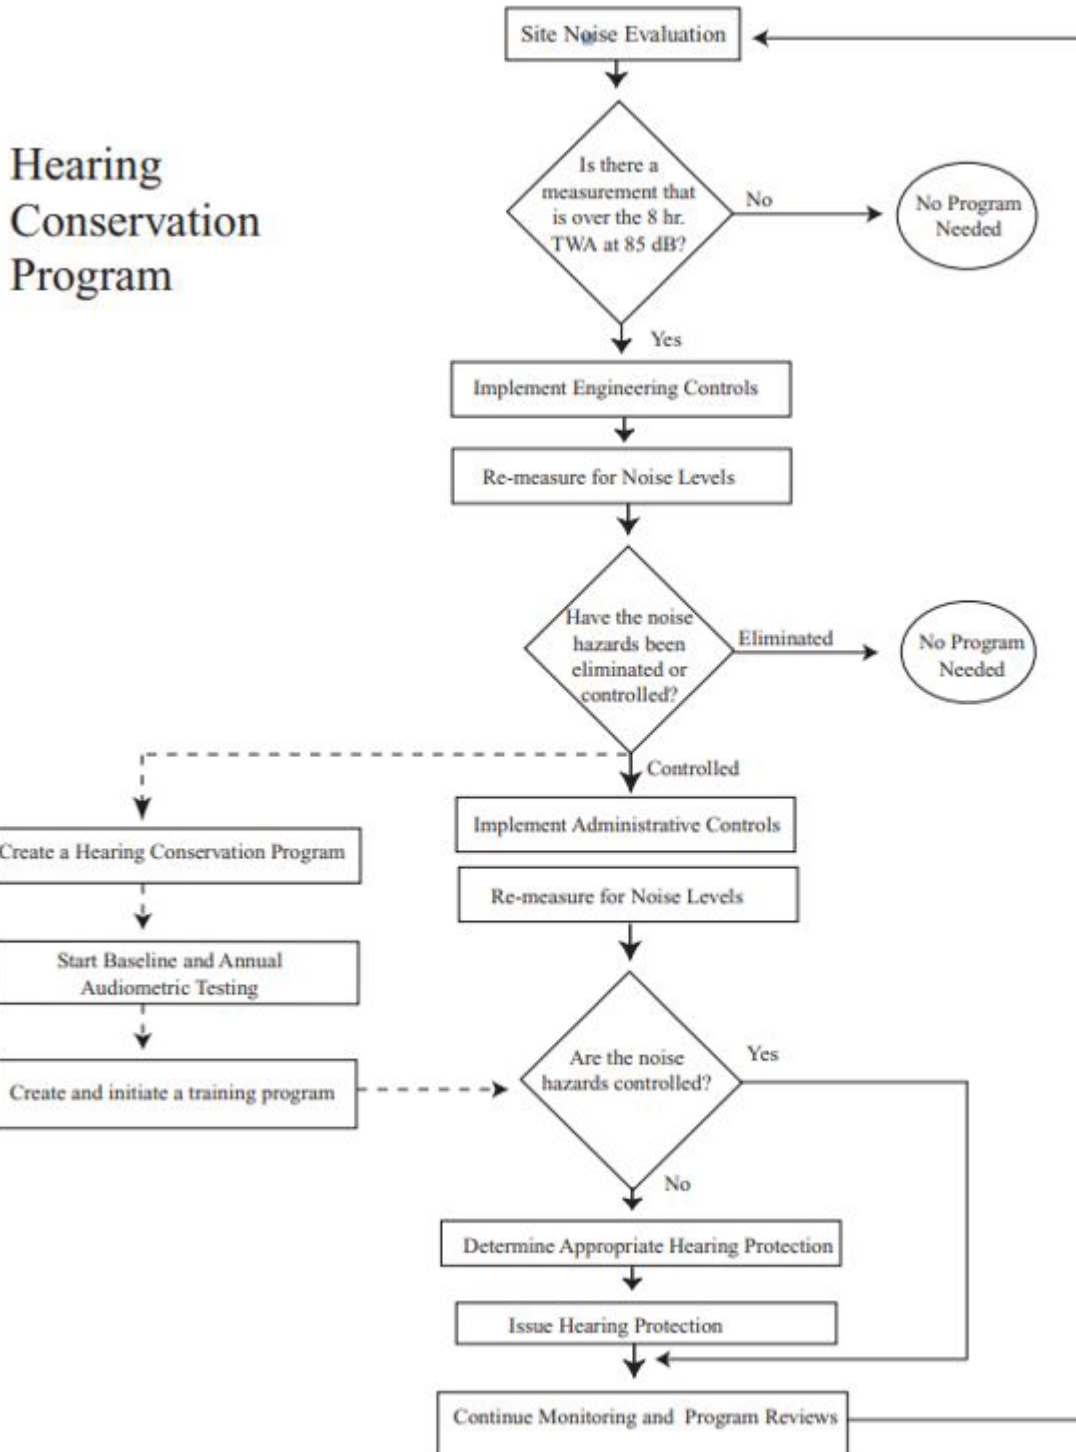 Site Noise Evaluation
Hearing
Conservation
Program
Is there a
measurement that
is over the 8 hr.
TWA at 85 dB?
No
No Program
Needed
Yes
Implement Engineering Controls
Re-measure for Noise Levels
Have the noise
hazards been
eliminated or
controlled?
Eliminated
No Program
Needed
Controlled
Implement Administrative Controls
Create a Hearing Conservation Program
Re-measure for Noise Levels
Start Baseline and Annual
Audiometric Testing
Create and initiate a training program
Are the noise
hazards controlled?
Yes
No
Determine Appropriate Hearing Protection
Issue Hearing Protection
Continue Monitoring and Program Reviews